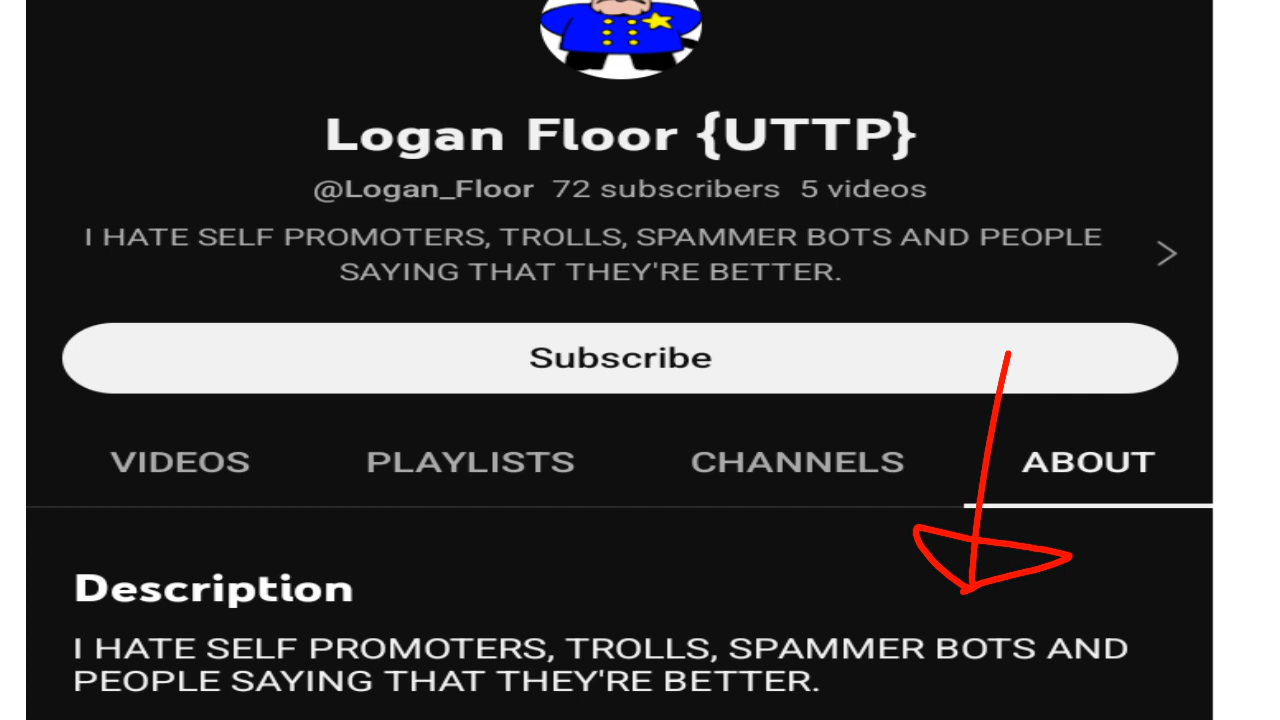 Logan Floor {UTTP}
@Logan_Floor 72 subscribers 5 videos
I HATE SELF PROMOTERS, TROLLS, SPAMMER BOTS AND PEOPLE
SAYING THAT THEY'RE BETTER.
Subscribe
VIDEOS PLAYLISTS CHANNELS ABOUT
Description
I HATE SELF PROMOTERS, TROLLS, SPAMMER BOTS AND
PEOPLE SAYING THAT THEY'RE BETTER.